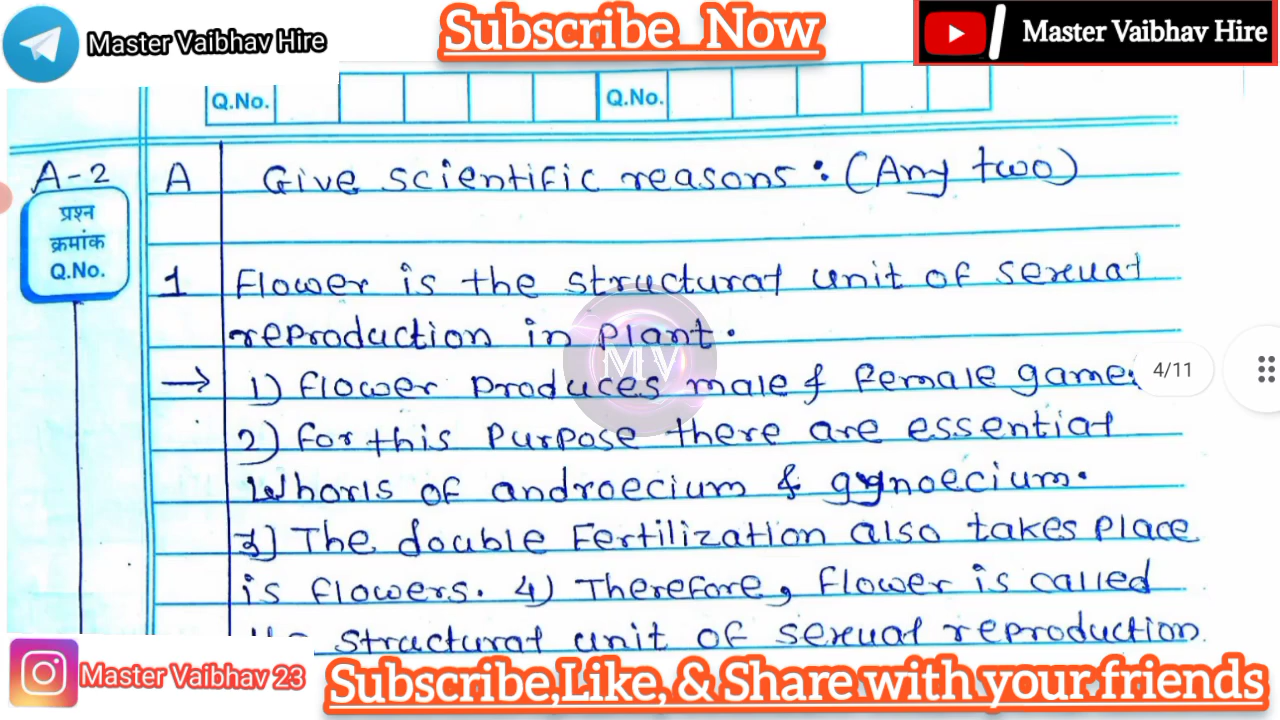 Master Vaibhav Hire
Subscribe Now
Master Vaibhav Hire
Q.No.
Q.No.
A-2 A Give scientific reasons: (Any two)
प्रश्न
क्रमांक
Q.No.
1 Flower is the structural unit of sexual
reproduction in plant.
→ 1) Flower produces male &
female
2) For this purpose there are essential
Whorls of androecium & gynoecium.
3) The double Fertilization also takes place
is flowers. 4) Therefore, Flower is called
structural unit of sexual reproduction
4/11
MV
Master Vaibhav 23
Subscribe,Like, & Share with your friends